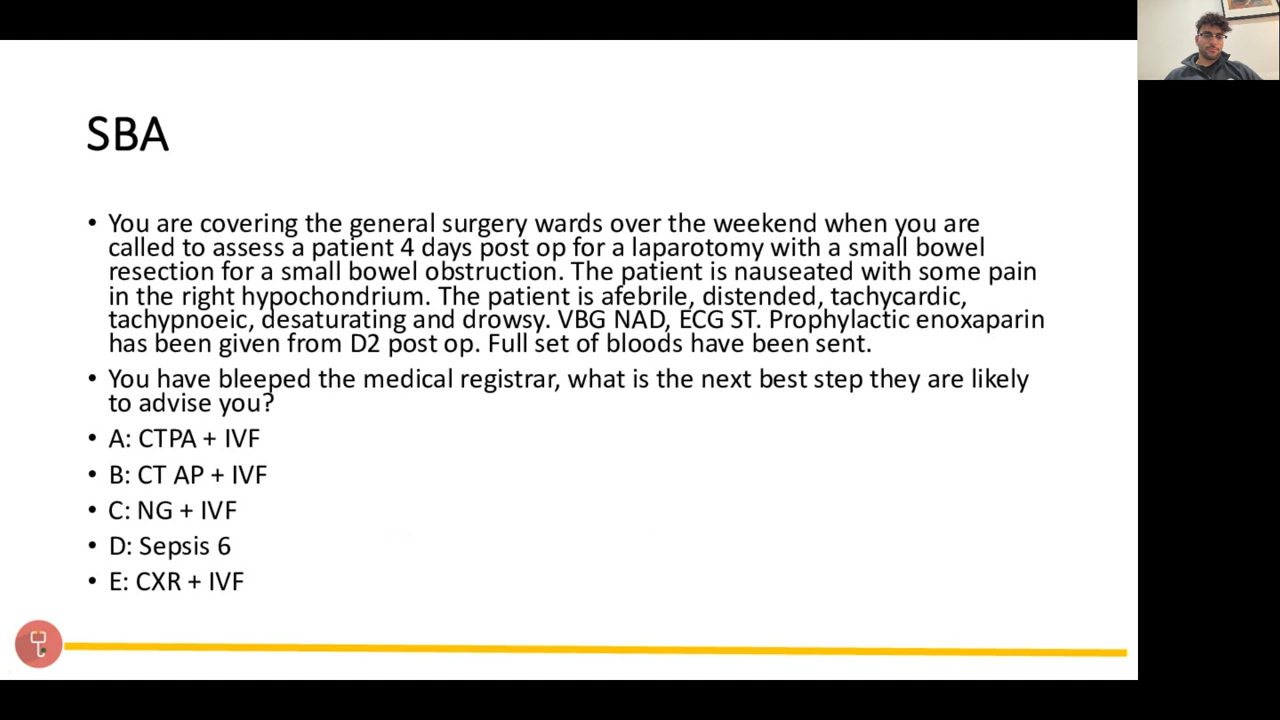 SBA
• You are covering the general surgery wards over the weekend when you are
called to assess a patient 4 days post op for a laparotomy with a small bowel
resection for a small bowel obstruction. The patient is nauseated with some pain
in the right hypochondrium. The patient is afebrile, distended, tachycardic,
tachypnoeic, desaturating and drowsy. VBG NAD, ECG ST. Prophylactic enoxaparin
has been given from D2 post op. Full set of bloods have been sent.
• You have bleeped the medical registrar, what is the next best step they are likely
to advise you?
• A: CTPA + IVF
• B: CT AP + IVF
• C: NG + IVF
• D: Sepsis 6
• E: CXR + IVF